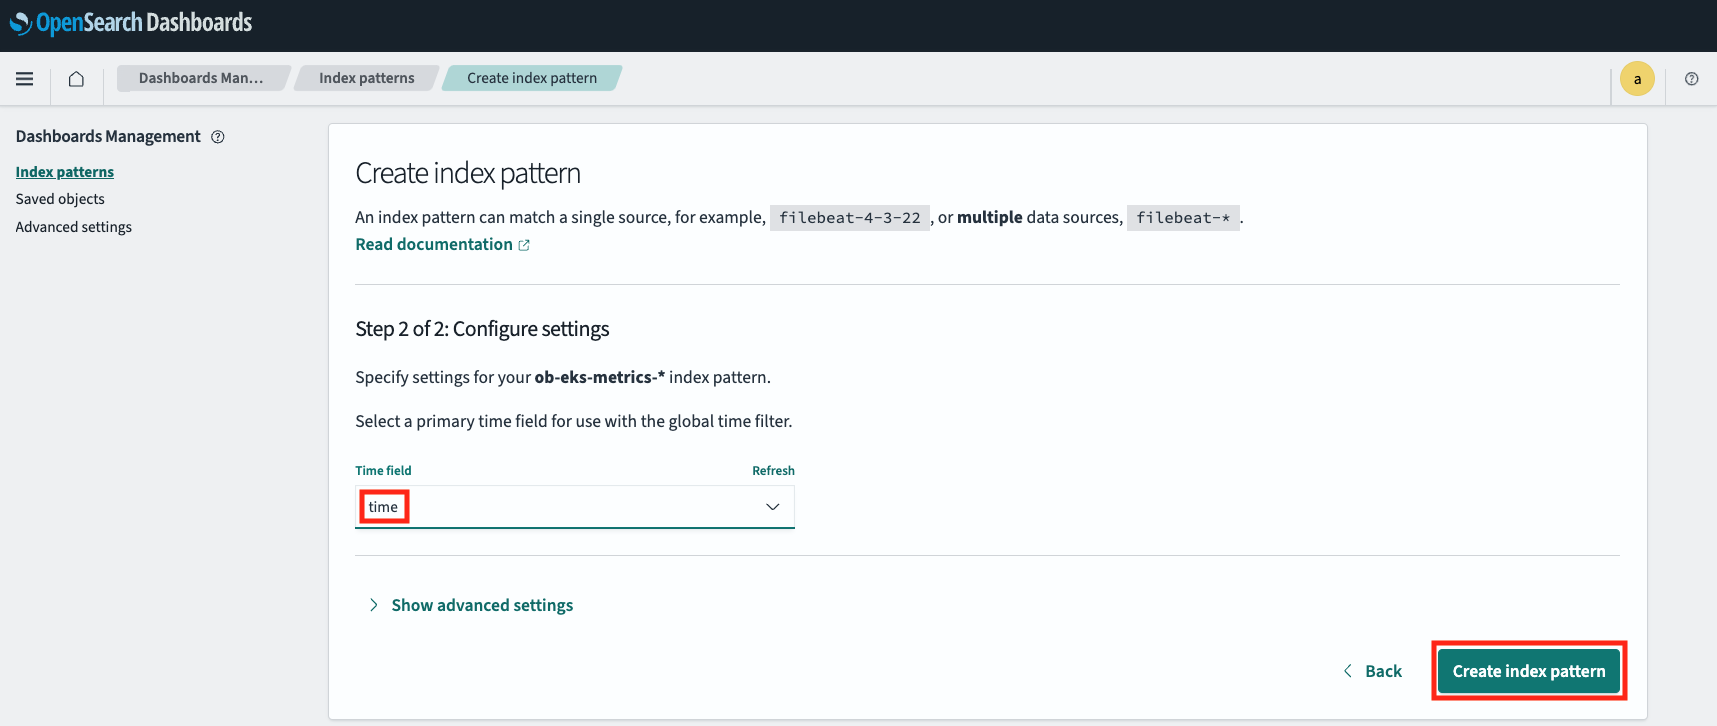 OpenSearch Dashboards
Dashboards Man... Index patterns Create index pattern a
Dashboards Management
Index patterns
Saved objects
Advanced settings
Create index pattern
An index pattern can match a single source, for example, filebeat-4-3-22 , or multiple data sources, filebeat-* .
Read documentation
Step 2 of 2: Configure settings
Specify settings for your ob-eks-metrics-* index pattern.
Select a primary time field for use with the global time filter.
Time field Refresh
time
Show advanced settings
Back Create index pattern